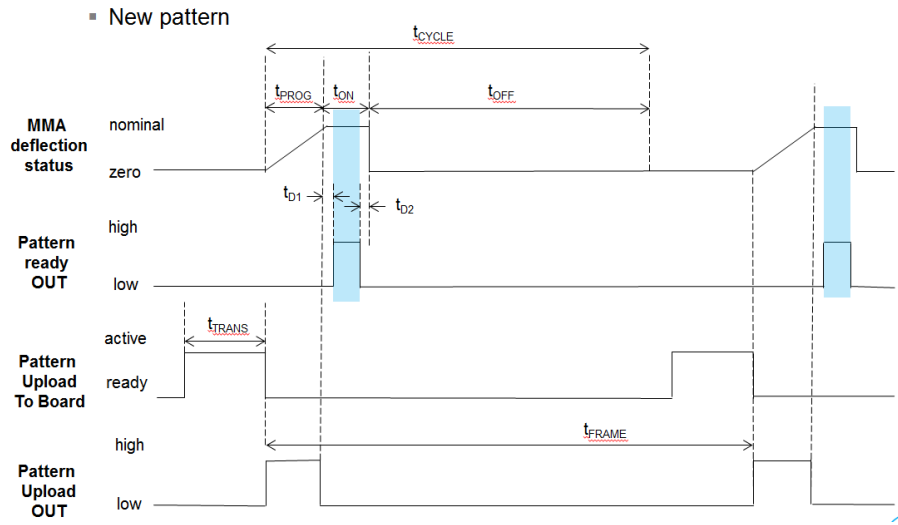 ▪ New pattern
tCYCLE
tPROG tON tOFF
MMA
deflection
status
nominal
zero
tD1
tD2
Pattern
ready
OUT
high
low
tTRANS
Pattern
Upload
To Board
active
ready
tFRAME
Pattern
Upload
OUT
high
low